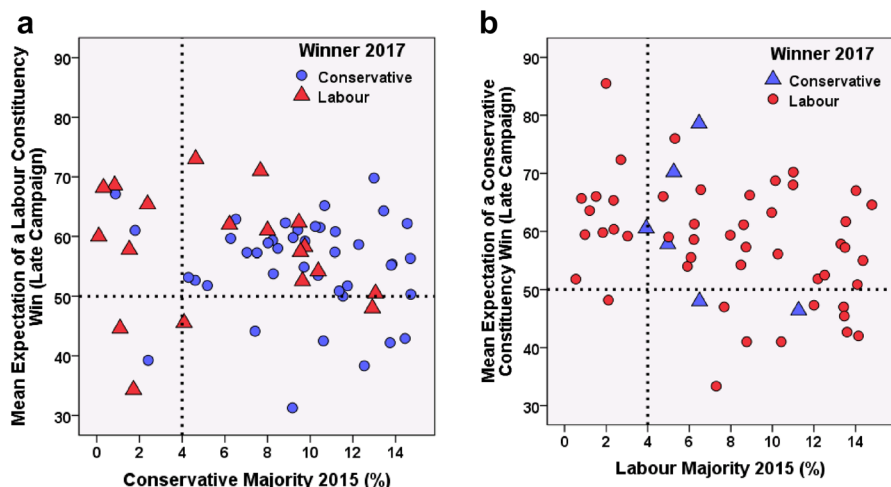 a
Mean Expectation of a Labour Constituency
Win (Late Campaign)
90
80
70
60
50
40
30
Winner 2017
Conservative
Labour
0 2 4 6 8 10 12 14
Conservative Majority 2015 (%)
b
Mean Expectation of a Conservative
Constituency Win (Late Campaign)
90
80
70
60
50
40
30
Winner 2017
Conservative
Labour
0 2 4 6 8 10 12 14
Labour Majority 2015 (%)